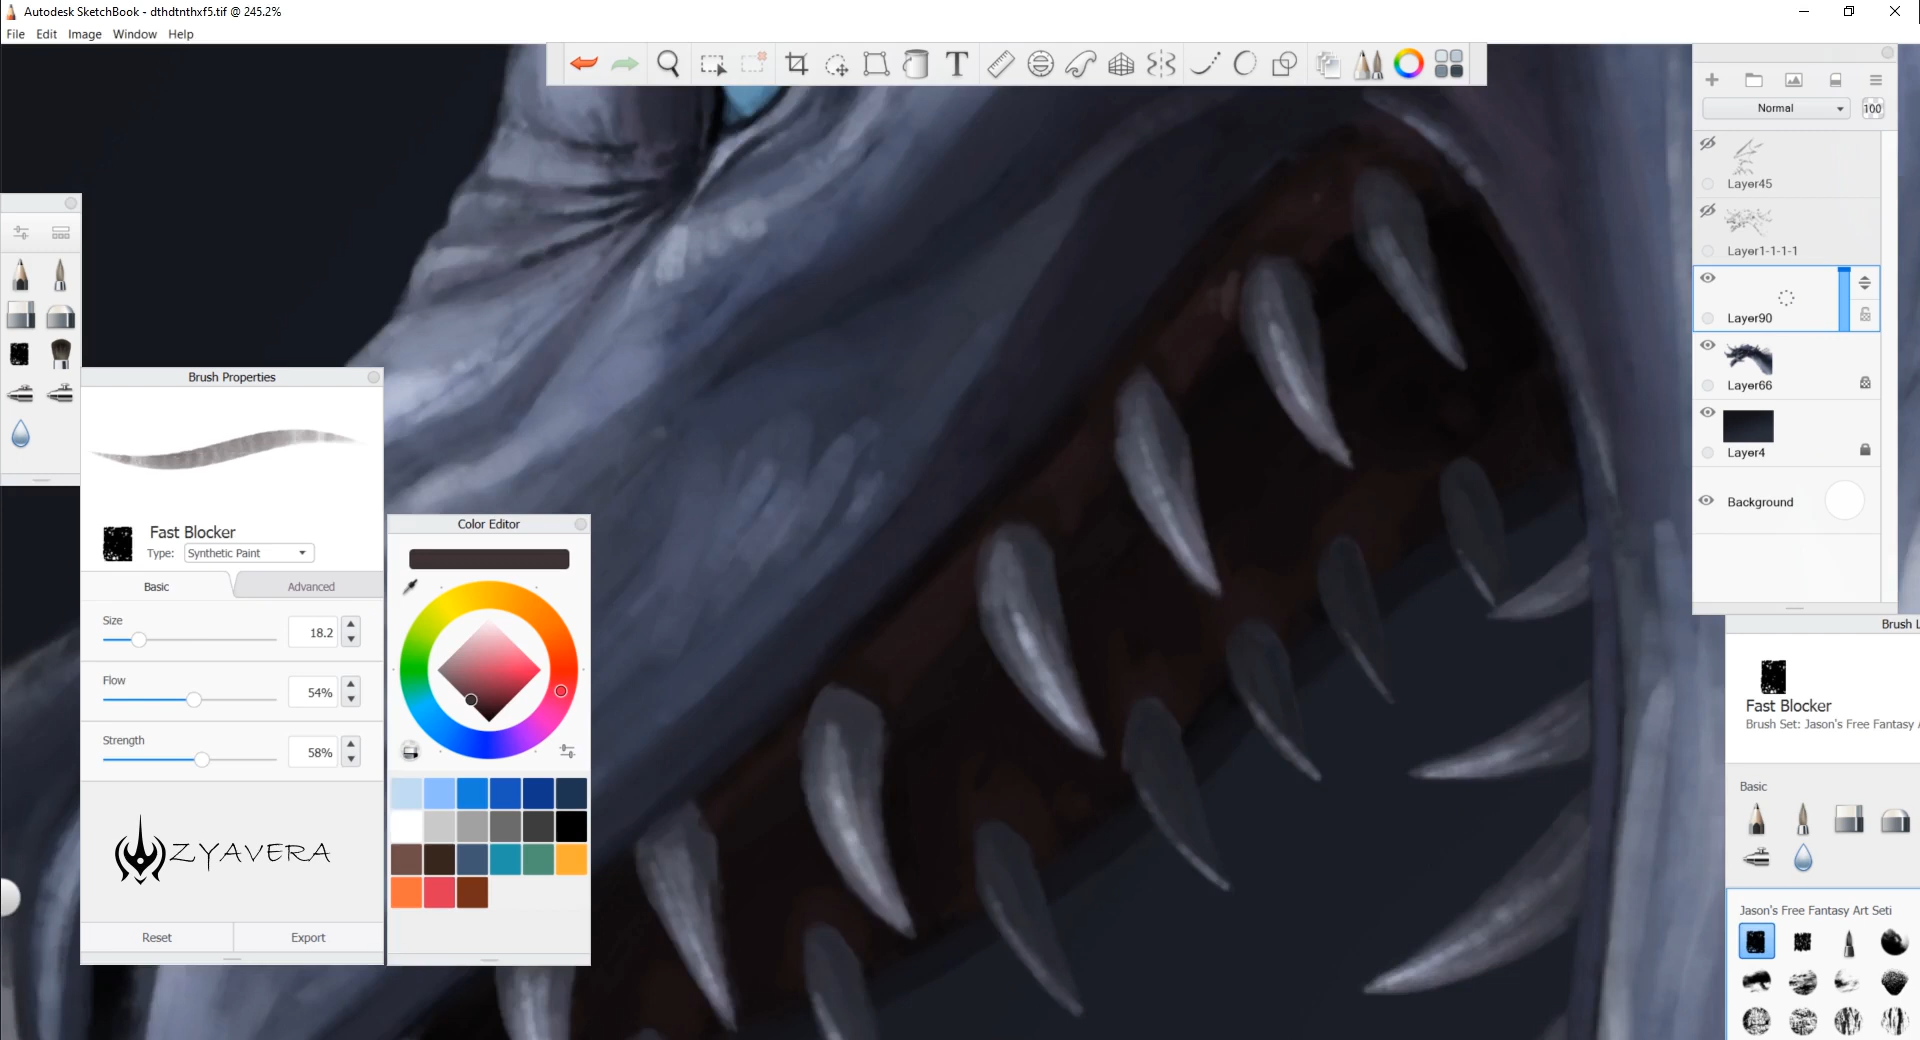 Autodesk SketchBook - dthdtnthxf5.tif @ 245.2%
File Edit Image Window Help
T
Normal
100
Layer45
Layer1-1-1-1
Layer90
Layer66
Layer4
Background
Brush Properties
Fast Blocker
Type: Synthetic Paint
Basic Advanced
Size
18.2
Flow
54%
Strength
58%
ZYAVERA
Reset Export
Color Editor
Brush L
Fast Blocker
Brush Set: Jason's Free Fantasy
Basic
Jason's Free Fantasy Art Seti